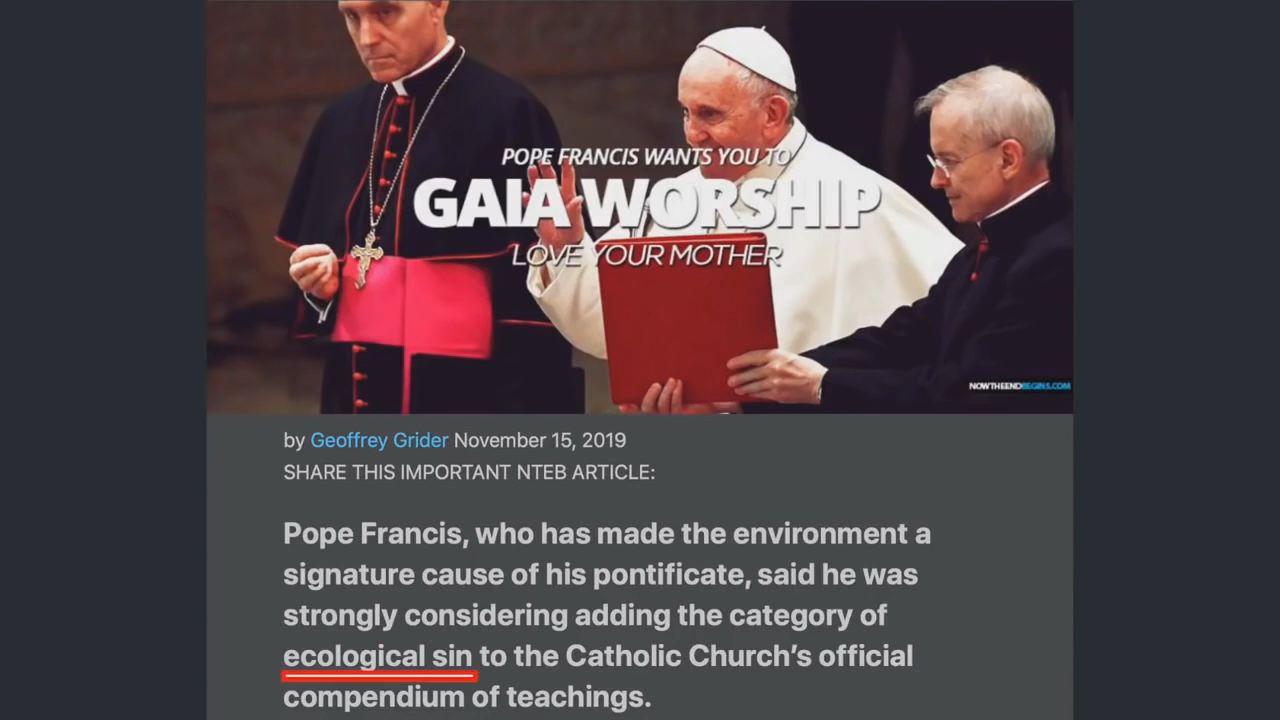 POPE FRANCIS WANTS YOU TO
GAIA WORSHIP
LOVE YOUR MOTHER
NOWTHEENDBEGINS.COM
by Geoffrey Grider November 15, 2019
SHARE THIS IMPORTANT NTEB ARTICLE:
Pope Francis, who has made the environment a
signature cause of his pontificate, said he was
strongly considering adding the category of
ecological sin to the Catholic Church’s official
compendium of teachings.